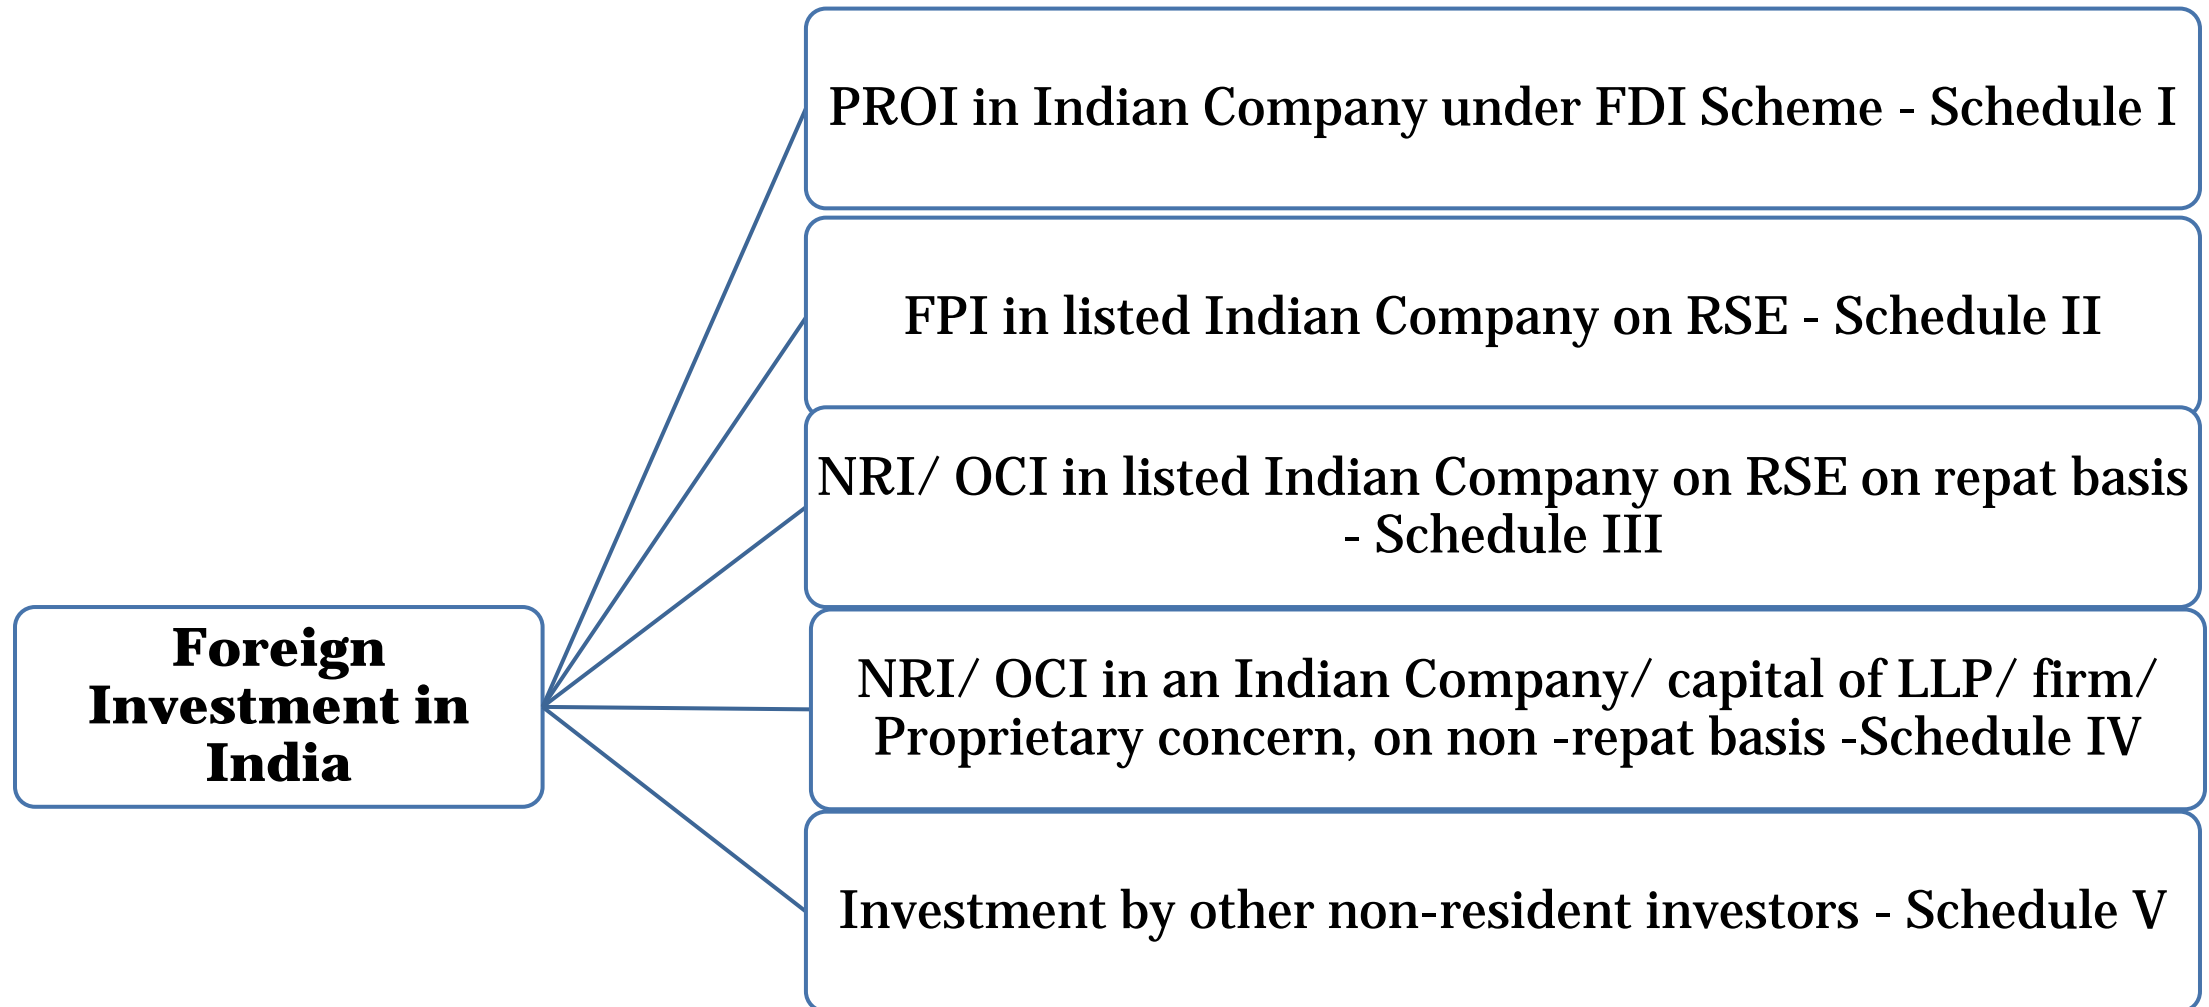 PROI in Indian Company under FDI Scheme - Schedule I
FPI in listed Indian Company on RSE - Schedule II
NRI/ OCI in listed Indian Company on RSE on repat basis
- Schedule III
Foreign
Investment in
India
NRI/ OCI in an Indian Company/ capital of LLP/ firm/
Proprietary concern, on non -repat basis -Schedule IV
Investment by other non-resident investors - Schedule V